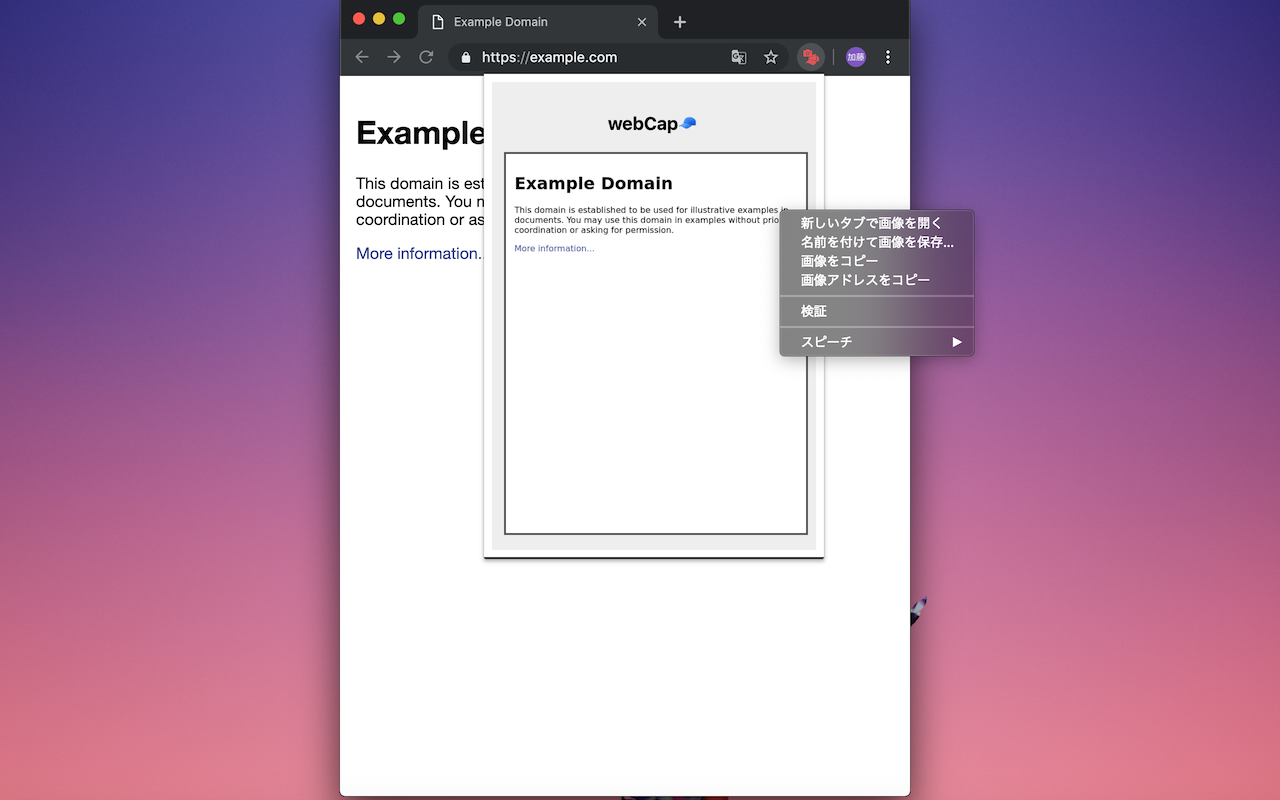 Example Domain
https://example.com
加藤
webCap
Example
This domain is est
documents. You n
coordination or as
More information.
Example Domain
This domain is established to be used for illustrative examples in
documents. You may use this domain in examples without prio
coordination or asking for permission.
More information...
新しいタブで画像を開く
名前を付けて画像を保存...
画像をコピー
画像アドレスをコピー
検証
スピーチ